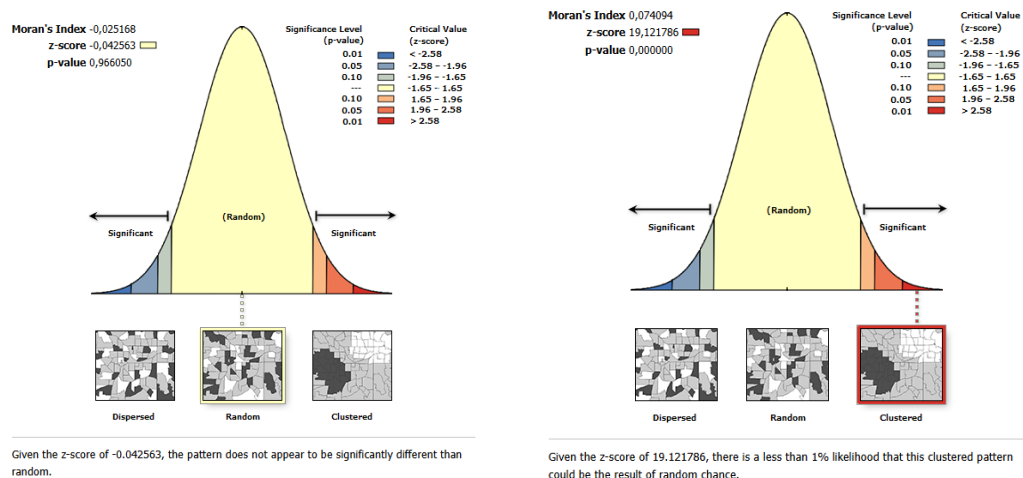 Moran's Index -0,025168
z-score -0,042563
p-value 0,966050
Significance Level
(p-value)
Critical Value
(z-score)
0.01 < -2.58
0.05 -2.58 – -1.96
0.10 -1.96 – -1.65
--- -1.65 – 1.65
0.10 1.65 – 1.96
0.05 1.96 – 2.58
0.01 > 2.58
(Random)
Significant
Significant
Dispersed
Random
Clustered
Given the z-score of -0.042563, the pattern does not appear to be significantly different than
random.
Moran's Index 0,074094
z-score 19,121786
p-value 0,000000
Significance Level
(p-value)
Critical Value
(z-score)
0.01 < -2.58
0.05 -2.58 – -1.96
0.10 -1.96 – -1.65
--- -1.65 – 1.65
0.10 1.65 – 1.96
0.05 1.96 – 2.58
0.01 > 2.58
(Random)
Significant
Significant
Dispersed
Random
Clustered
Given the z-score of 19.121786, there is a less than 1% likelihood that this clustered pattern
could be the result of random chance.